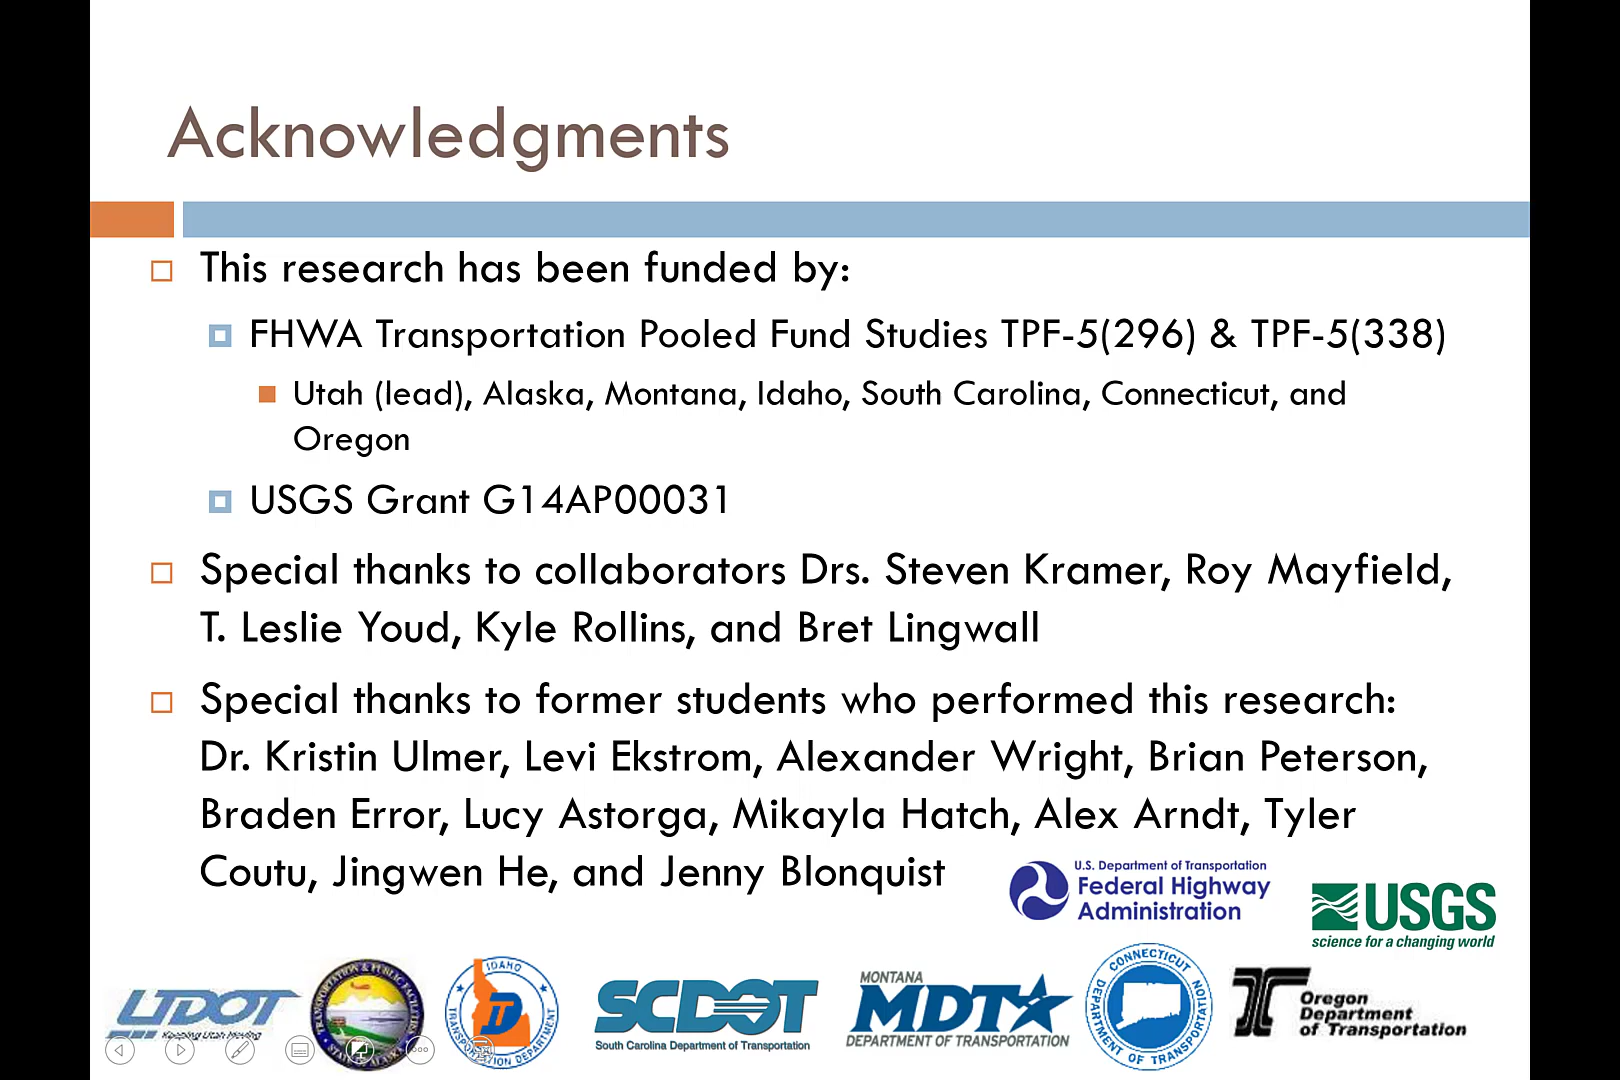 Acknowledgments
This research has been funded by:
FHWA Transportation Pooled Fund Studies TPF-5(296) & TPF-5(338)
Utah (lead), Alaska, Montana, Idaho, South Carolina, Connecticut, and
Oregon
USGS Grant G14AP00031
Special thanks to collaborators Drs. Steven Kramer, Roy Mayfield,
T. Leslie Youd, Kyle Rollins, and Bret Lingwall
Special thanks to former students who performed this research:
Dr. Kristin Ulmer, Levi Ekstrom, Alexander Wright, Brian Peterson,
Braden Error, Lucy Astorga, Mikayla Hatch, Alex Arndt, Tyler
Coutu, Jingwen He, and Jenny Blonquist
U.S. Department of Transportation
Federal Highway
Administration
USGS
science for a changing world
UDOT
Keeping Utah Moving
IDAHO
TRANSPORTATION DEPARTMENT
SCDOT
South Carolina Department of Transportation
MONTANA
MDT
DEPARTMENT OF TRANSPORTATION
CONNECTICUT
DEPARTMENT OF TRANSPORTATION
Oregon
Department
of Transportation